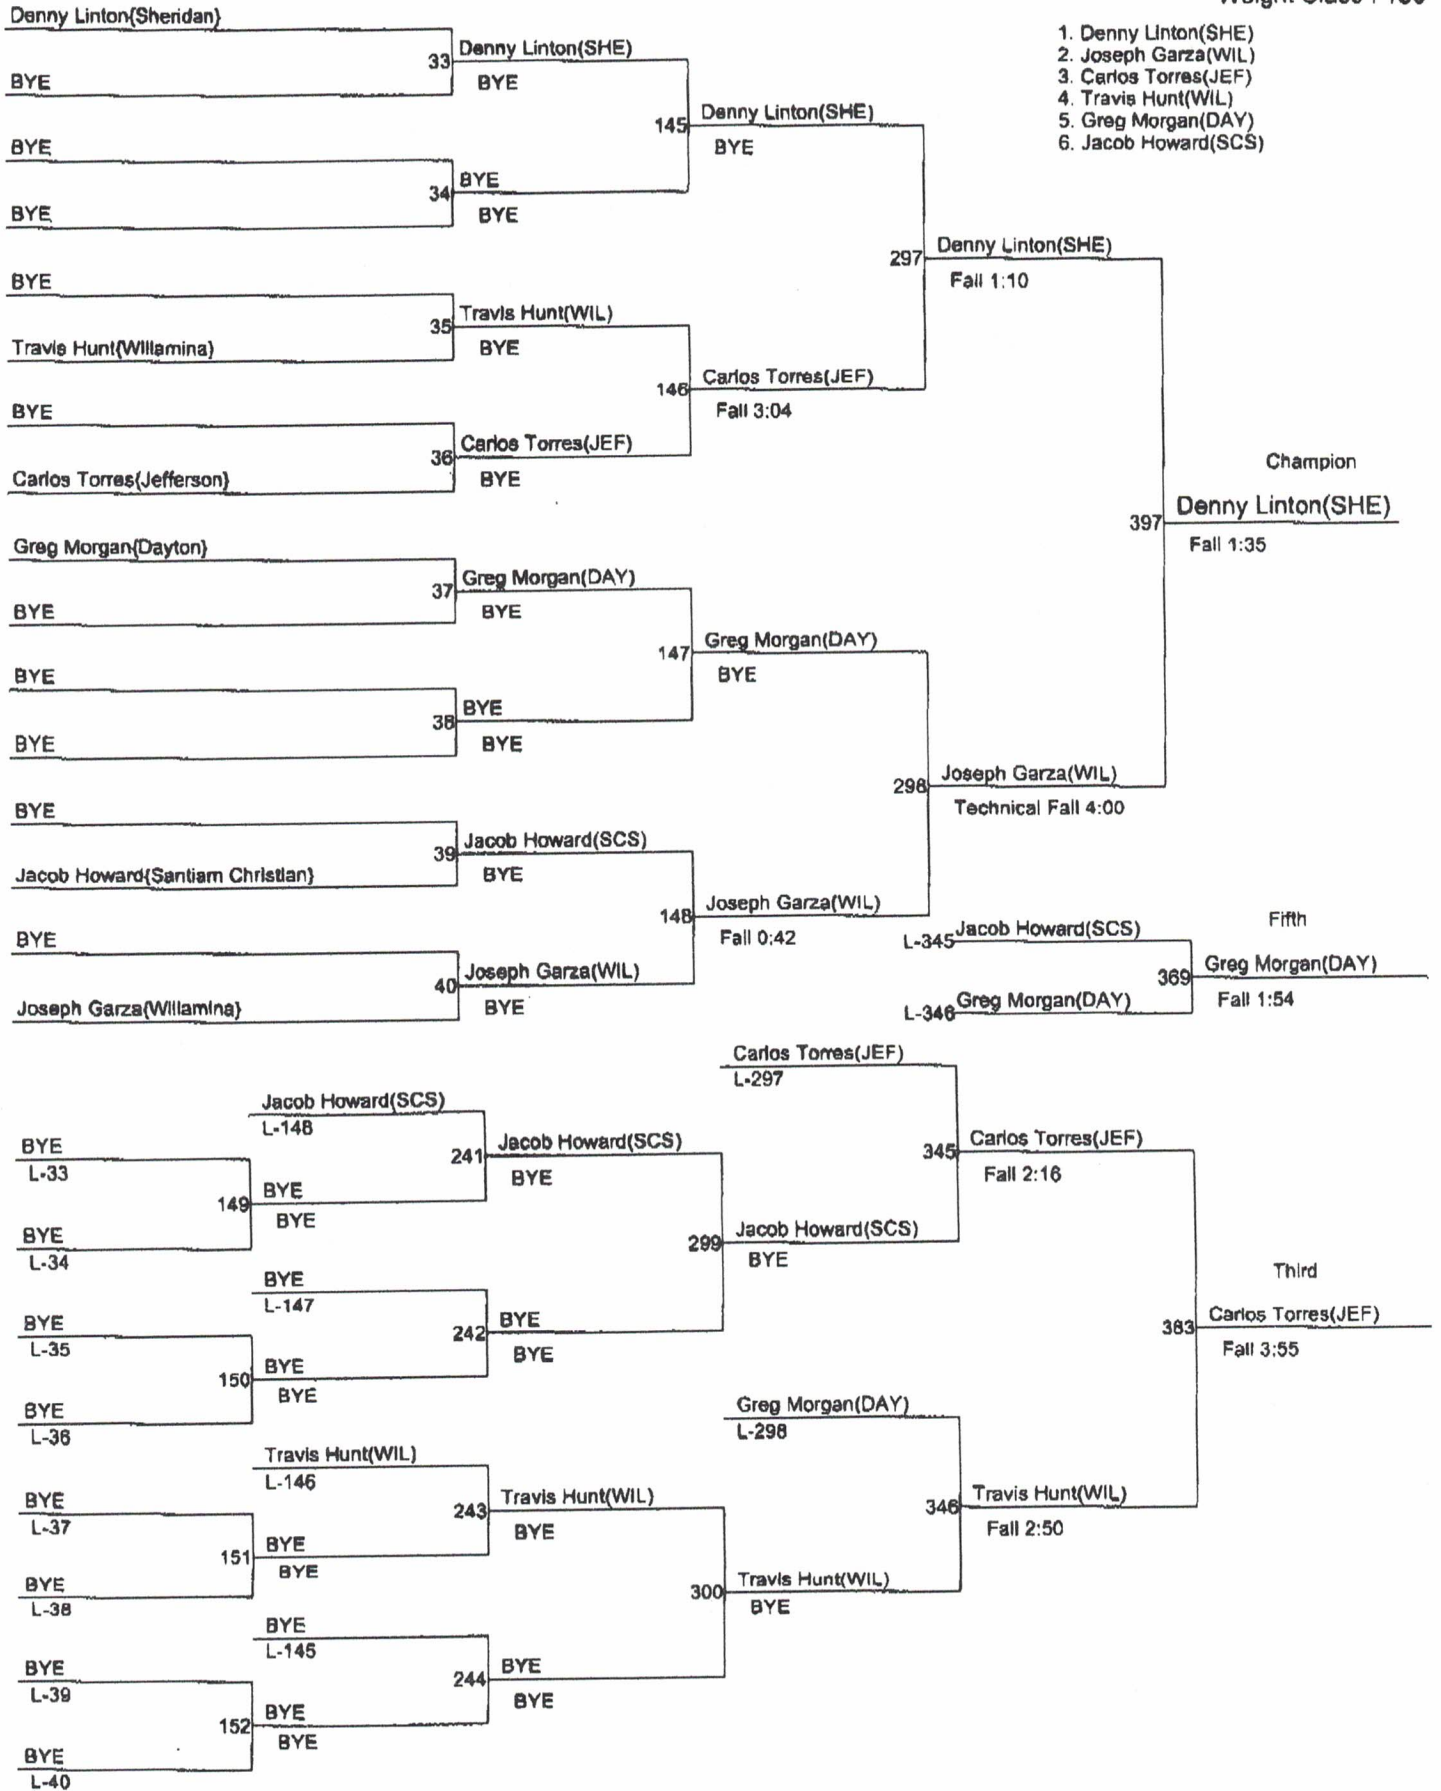 1. Denny Linton(SHE)
2. Joseph Garza(WIL)
3. Carlos Torres(JEF)
4. Travis Hunt(WIL)
5. Greg Morgan(DAY)
6. Jacob Howard(SCS)
Denny Linton{Sheridan}
33
Denny Linton(SHE)
BYE
BYE
145
Denny Linton(SHE)
BYE
BYE
34
BYE
BYE
BYE
297
Denny Linton(SHE)
Fall 1:10
BYE
35
Travis Hunt(WIL)
BYE
Travis Hunt{Willamina}
146
Carlos Torres(JEF)
Fall 3:04
BYE
36
Carlos Torres(JEF)
BYE
Carlos Torres{Jefferson}
Champion
397
Denny Linton(SHE)
Fall 1:35
Greg Morgan{Dayton}
37
Greg Morgan(DAY)
BYE
BYE
147
Greg Morgan(DAY)
BYE
BYE
38
BYE
BYE
BYE
298
Joseph Garza(WIL)
Technical Fall 4:00
BYE
39
Jacob Howard(SCS)
BYE
Jacob Howard{Santiam Christian}
148
Joseph Garza(WIL)
Fall 0:42
BYE
40
Joseph Garza(WIL)
BYE
Joseph Garza{Willamina}
Fifth
L-345
Jacob Howard(SCS)
369
Greg Morgan(DAY)
Fall 1:54
L-346
Greg Morgan(DAY)
Carlos Torres(JEF)
L-297
Jacob Howard(SCS)
L-148
241
Jacob Howard(SCS)
BYE
345
Carlos Torres(JEF)
Fall 2:16
BYE
L-33
149
BYE
BYE
BYE
L-34
299
Jacob Howard(SCS)
BYE
BYE
L-147
242
BYE
BYE
Third
383
Carlos Torres(JEF)
Fall 3:55
BYE
L-35
150
BYE
BYE
BYE
L-36
Greg Morgan(DAY)
L-298
Travis Hunt(WIL)
L-146
243
Travis Hunt(WIL)
BYE
346
Travis Hunt(WIL)
Fall 2:50
BYE
L-37
151
BYE
BYE
BYE
L-38
300
Travis Hunt(WIL)
BYE
BYE
L-145
244
BYE
BYE
BYE
L-39
152
BYE
BYE
BYE
L-40